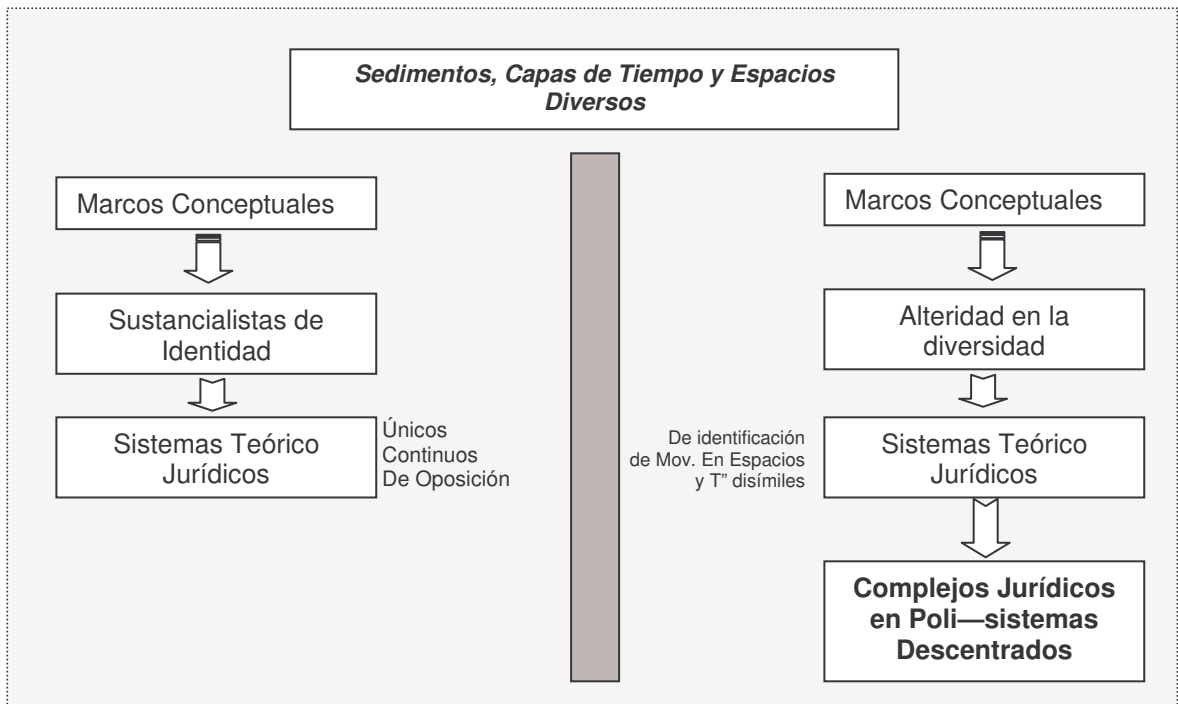 Sedimentos, Capas de Tiempo y Espacios
Diversos
Marcos Conceptuales
Sustancialistas de
Identidad
Sistemas Teórico
Jurídicos
Únicos
Continuos
De Oposición
Marcos Conceptuales
Alteridad en la
diversidad
De identificación
de Mov. En Espacios
y T” disímiles
Sistemas Teórico
Jurídicos
Complejos Jurídicos
en Poli—sistemas
Descentrados